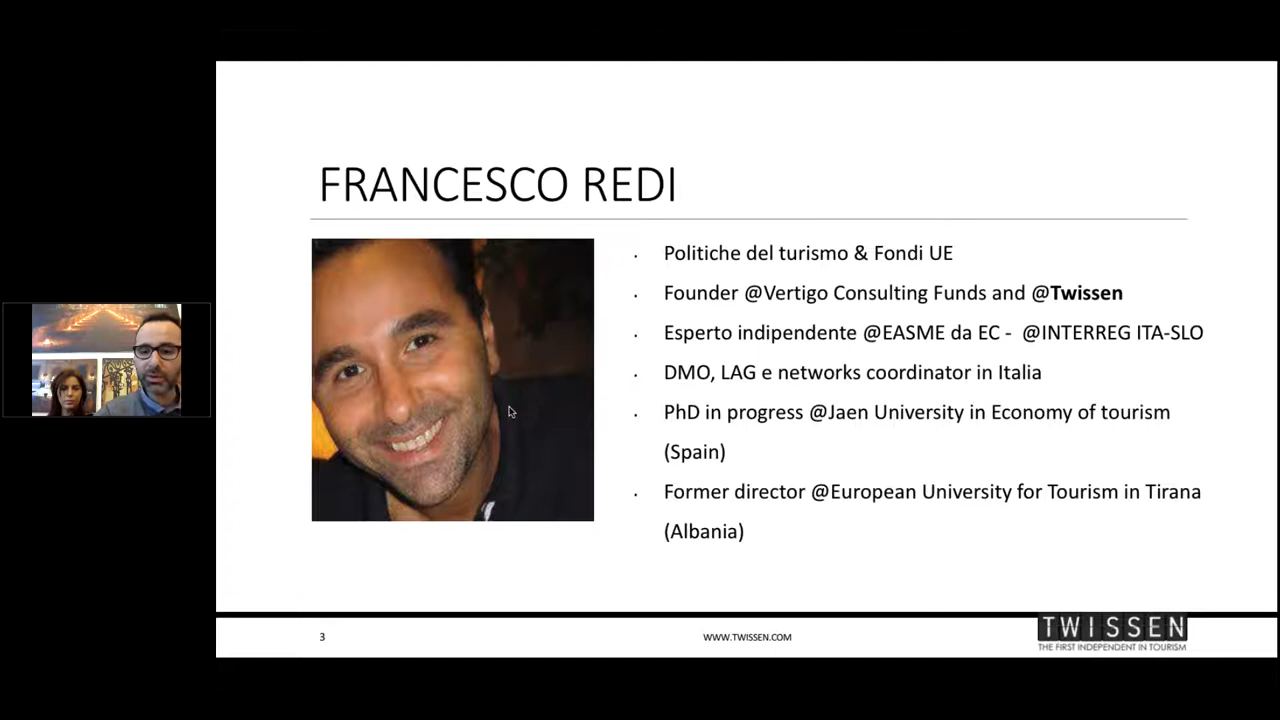 FRANCESCO REDI
Politiche del turismo & Fondi UE
Founder @Vertigo Consulting Funds and @Twissen
Esperto indipendente @EASME da EC - @INTERREG ITA-SLO
DMO, LAG e networks coordinator in Italia
PhD in progress @Jaen University in Economy of tourism
(Spain)
Former director @European University for Tourism in Tirana
(Albania)
3
WWW.TWISSEN.COM
TWISSEN
THE FIRST INDEPENDENT IN TOURISM